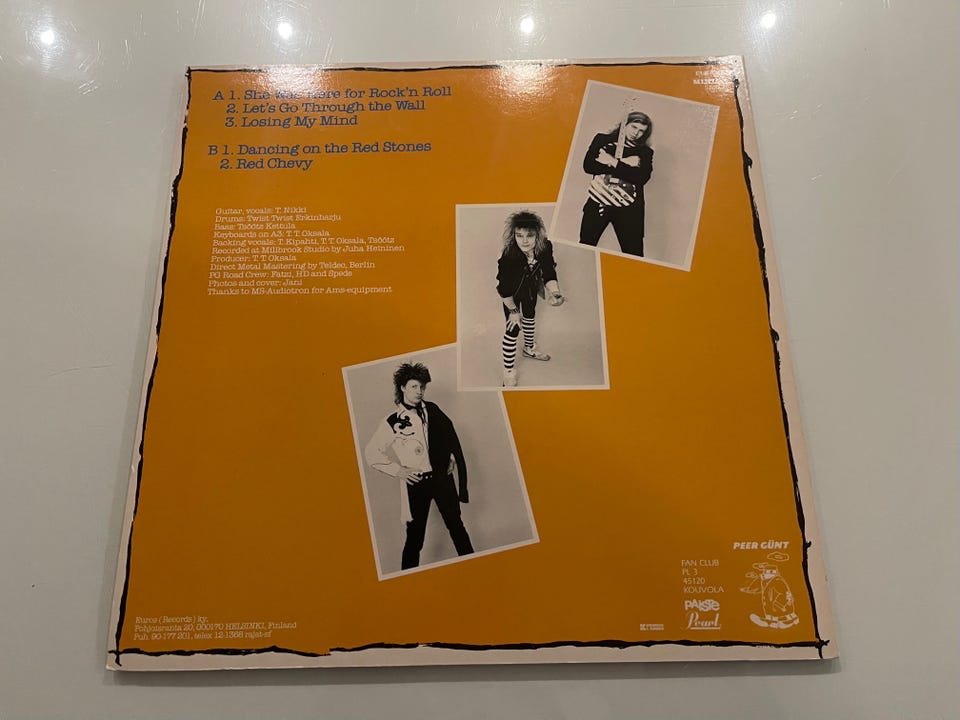 A 1. She Was Here for Rock'n Roll
2. Let's Go Through the Wall
3. Losing My Mind
B 1. Dancing on the Red Stones
2. Red Chevy
Guitar, vocals: T. Nikki
Drums: Twist Twist Erkinharju
Bass: Tsöötz Kettula
Keyboards on A3: T. T. Oksala
Backing vocals: T. Kipahti, T. T. Oksala, Tsöötz
Recorded at Millbrook Studio by Juha Heininen
Producer: T. T. Oksala
Direct Metal Mastering by Teldec, Berlin
PG Road Crew: Fatzi, HD and Spede
Photos and cover: Jani
Thanks to MS-Audiotron for Ams-equipment
PEER GÜNT
FAN CLUB
PL 3
45120
KOUVOLA
PAISTE
Pearl
Euros (Records) ky,
Pohjoisranta 20, 000170 HELSINKI, Finland
Puh. 90-177 201, telex 12-1368 rajat-sf